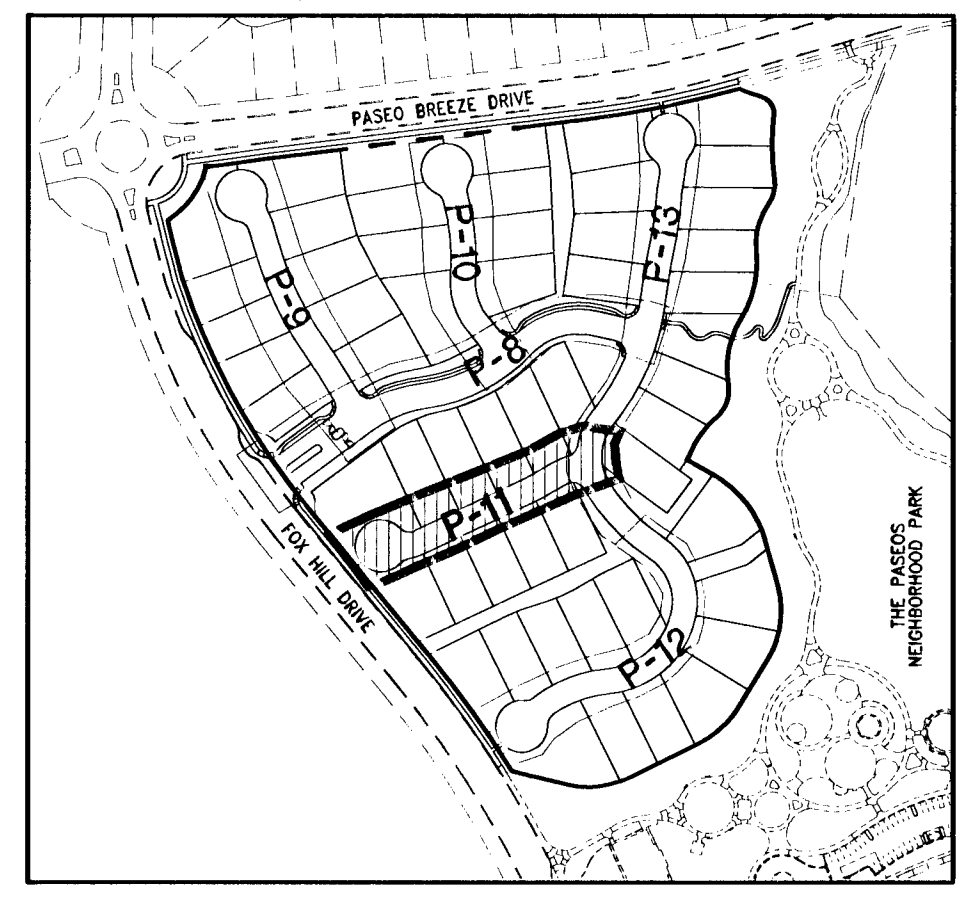 PASEO BREEZE DRIVE
P-9
P-10
P-13
P-8
P-11
FOX HILL DRIVE
P-12
THE PASEOS
NEIGHBORHOOD PARK